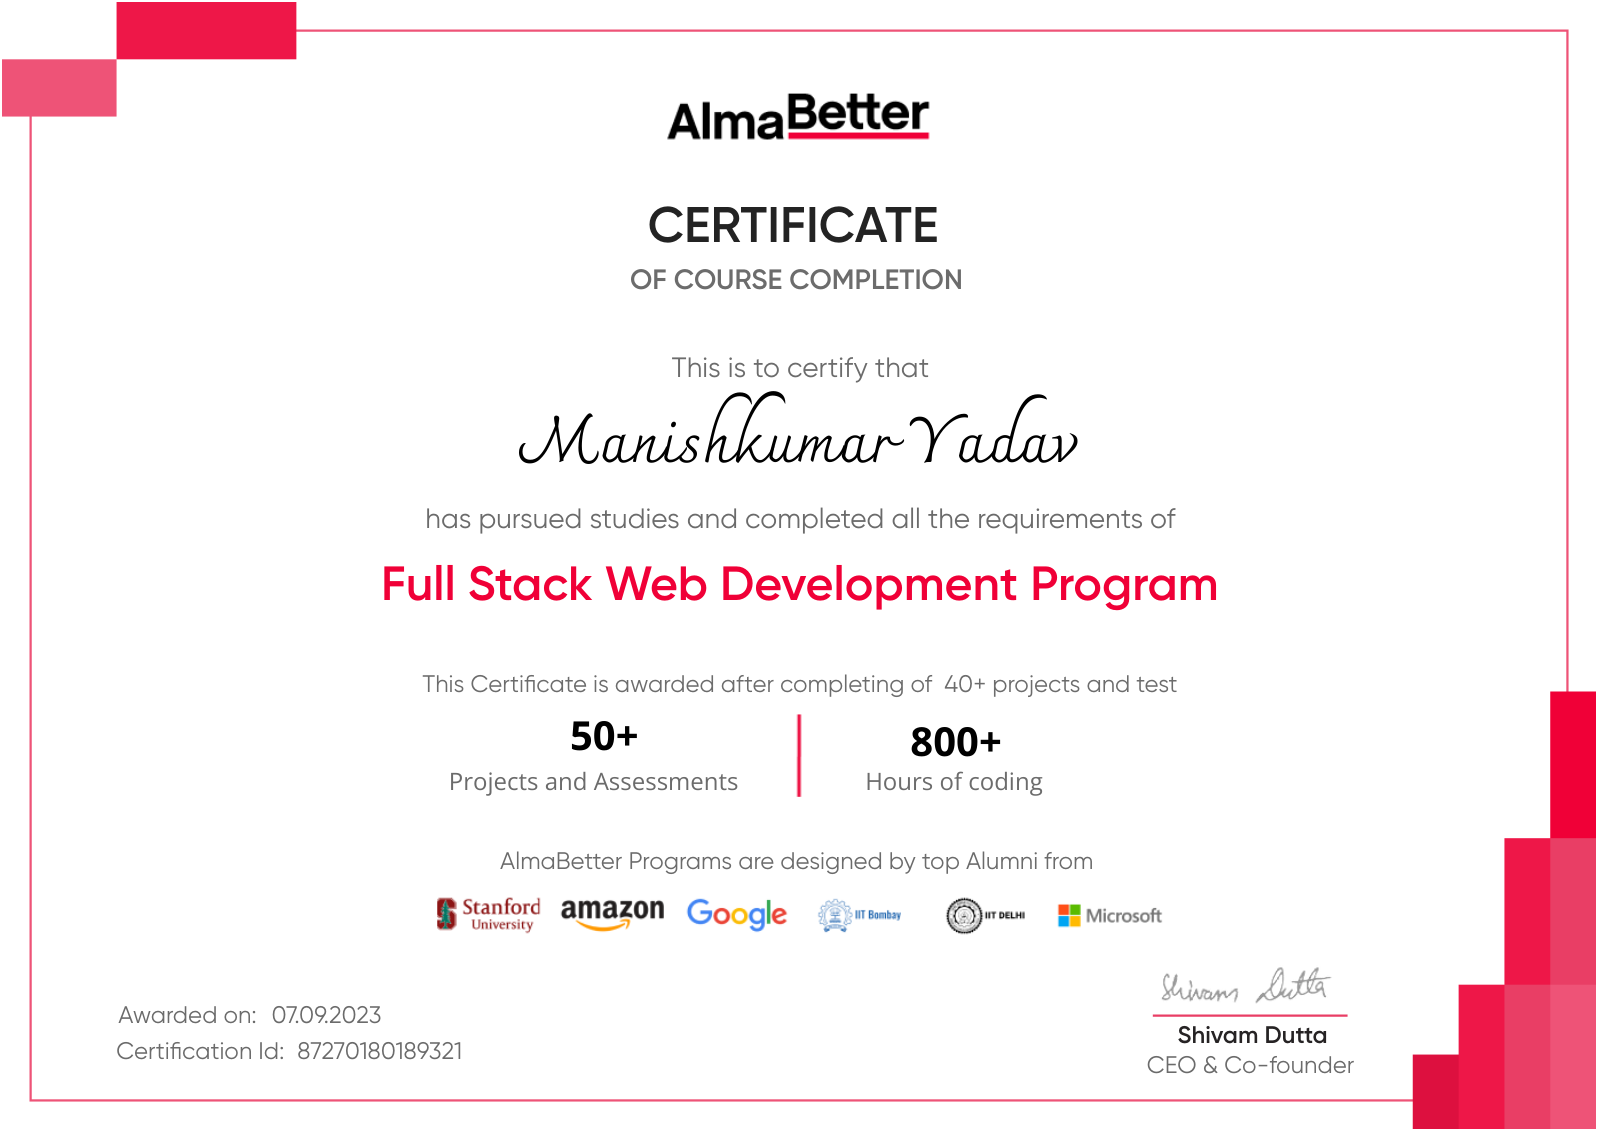 AlmaBetter
CERTIFICATE
OF COURSE COMPLETION
This is to certify that
Manishkumar Yadav
has pursued studies and completed all the requirements of
Full Stack Web Development Program
This Certificate is awarded after completing of 40+ projects and test
50+
Projects and Assessments
800+
Hours of coding
AlmaBetter Programs are designed by top Alumni from
Stanford University
amazon
Google
IIT Bombay
IIT DELHI
Microsoft
Awarded on: 07.09.2023
Certification Id: 87270180189321
Shivam Dutta
Shivam Dutta
CEO & Co-founder